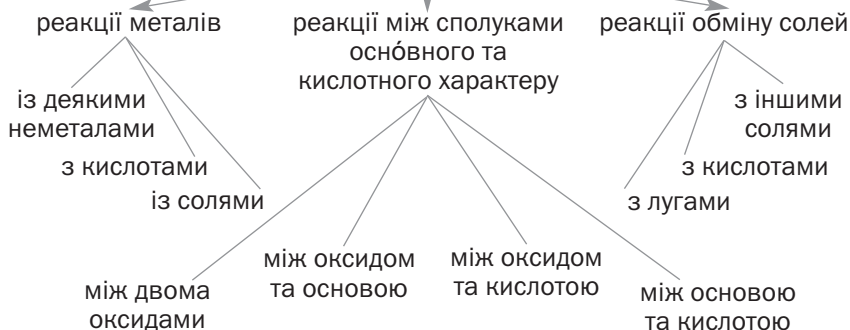 реакції металів
реакції між сполуками
осно́вного та
кислотного характеру
реакції обміну солей
із деякими
неметалами
з кислотами
із солями
з іншими
солями
з кислотами
з лугами
між двома
оксидами
між оксидом
та основою
між оксидом
та кислотою
між основою
та кислотою